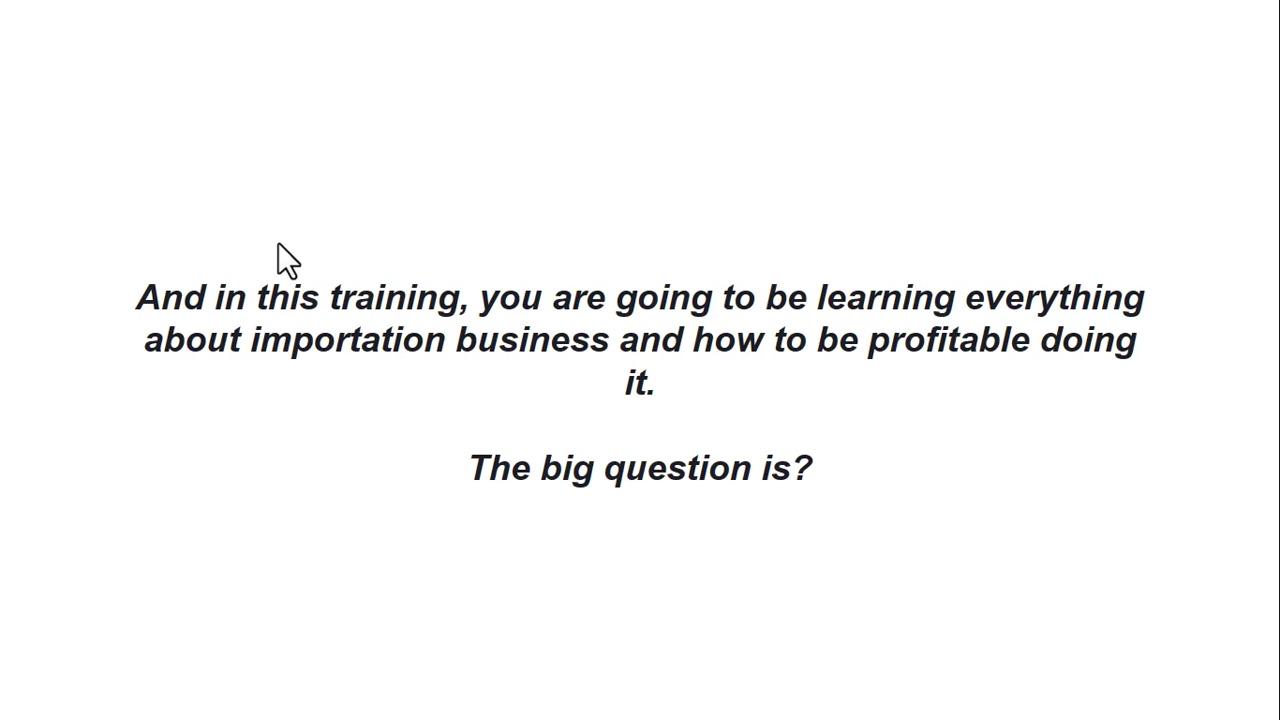 And in this training, you are going to be learning everything
about importation business and how to be profitable doing
it.
The big question is?